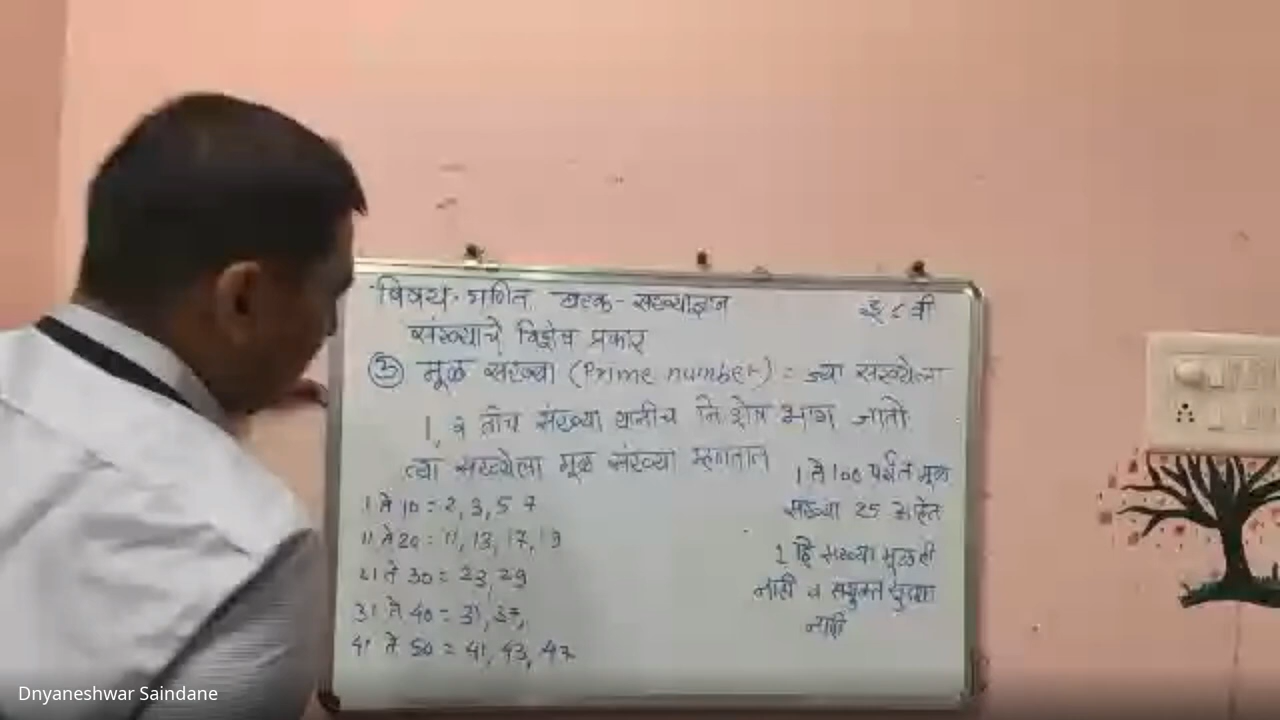 विषय- गणित घटक - संख्याज्ञान इ ८ वी
संख्याचे विशेष प्रकार
③ मूळ संख्या (Prime number) = ज्या संख्येला
1, व तीच संख्या यानीच नि शेष भाग जातो
त्या संख्येला मूळ संख्या म्हणतात
1 ते 10 = 2, 3, 5 7
11 ते 20 = 11, 13, 17, 19
21 ते 30 = 23, 29
31 ते 40 = 31, 37,
41 ते 50 = 41, 43, 47
1 ते 100 पर्यंत मूळ
संख्या 25 आहेत
1 हि संख्या मूळ ही
नाही व संयुक्त सुध्दा
नाही
Dnyaneshwar Saindane